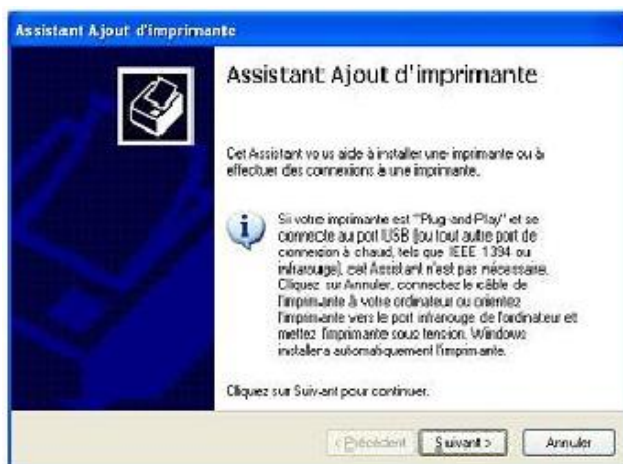 Assistant Ajout d'imprimante
Assistant Ajout d'imprimante
Cet Assistant vous aide à installer une imprimante ou à
effectuer des connexions à une imprimante.
Si votre imprimante est "Plug-and-Play" et se
connecte au port USB (ou tout autre port de
connexion à chaud, tels que IEEE 1394 ou
infrarouge), cet Assistant n'est pas nécessaire.
Cliquez sur Annuler, connectez le câble de
l'imprimante à votre ordinateur ou orientez
l'imprimante vers le port infrarouge de l'ordinateur et
mettez l'imprimante sous tension. Windows
installera automatiquement l'imprimante.
Cliquez sur Suivant pour continuer.
< Précédent Suivant > Annuler